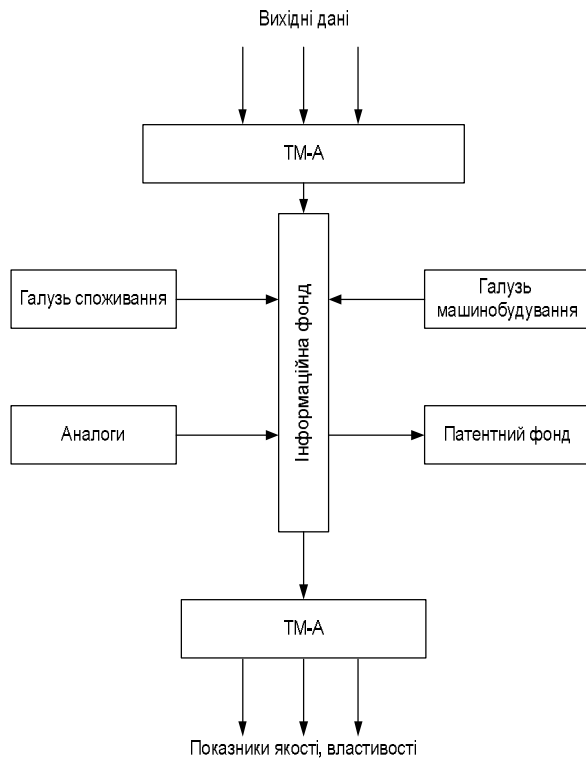 Вихідні дані
ТМ-А
Галузь споживання
Інформаційна фонд
Галузь
машинобудування
Аналоги
Патентний фонд
ТМ-А
Показники якості, властивості